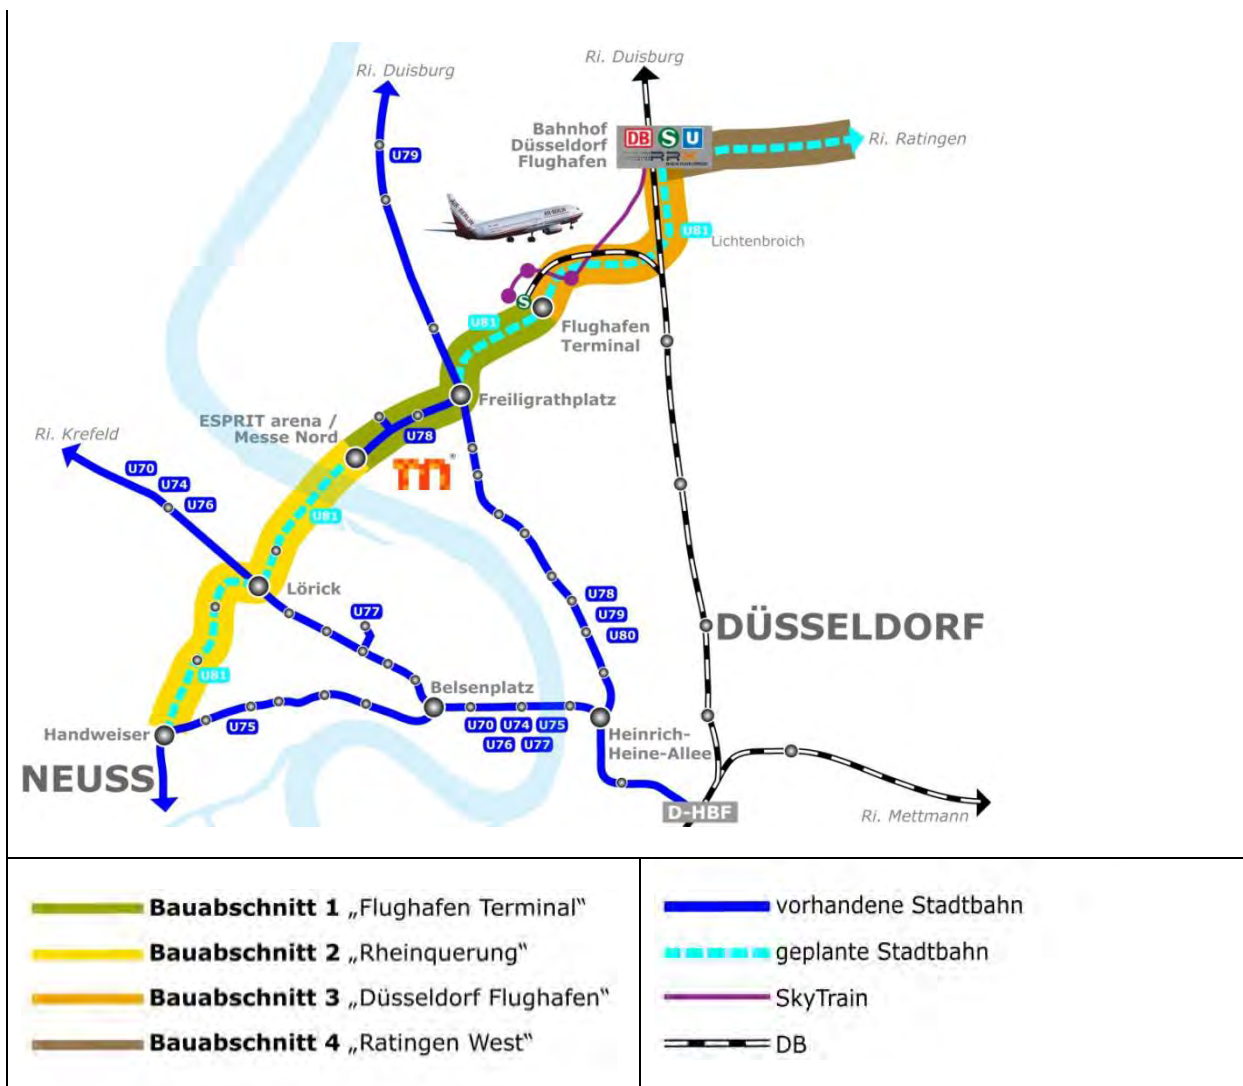 Ri. Duisburg
Ri. Duisburg
Bahnhof
Düsseldorf
Flughafen
DB S U
RRX
Ri. Ratingen
U79
AIR BERLIN
U81
Lichtenbroich
S
U81
Flughafen
Terminal
Freiligrathplatz
ESPRIT arena /
Messe Nord
U78
m®
Ri. Krefeld
U70
U74
U76
U81
Lörick
U77
U78
U79
U80
DÜSSELDORF
U81
Belsenplatz
U75
U70 U74 U75
U76 U77
Handweiser
Heinrich-
Heine-Allee
NEUSS
D-HBF
Ri. Mettmann
Bauabschnitt 1 „Flughafen Terminal“
Bauabschnitt 2 „Rheinquerung“
Bauabschnitt 3 „Düsseldorf Flughafen“
Bauabschnitt 4 „Ratingen West“
vorhandene Stadtbahn
geplante Stadtbahn
SkyTrain
DB